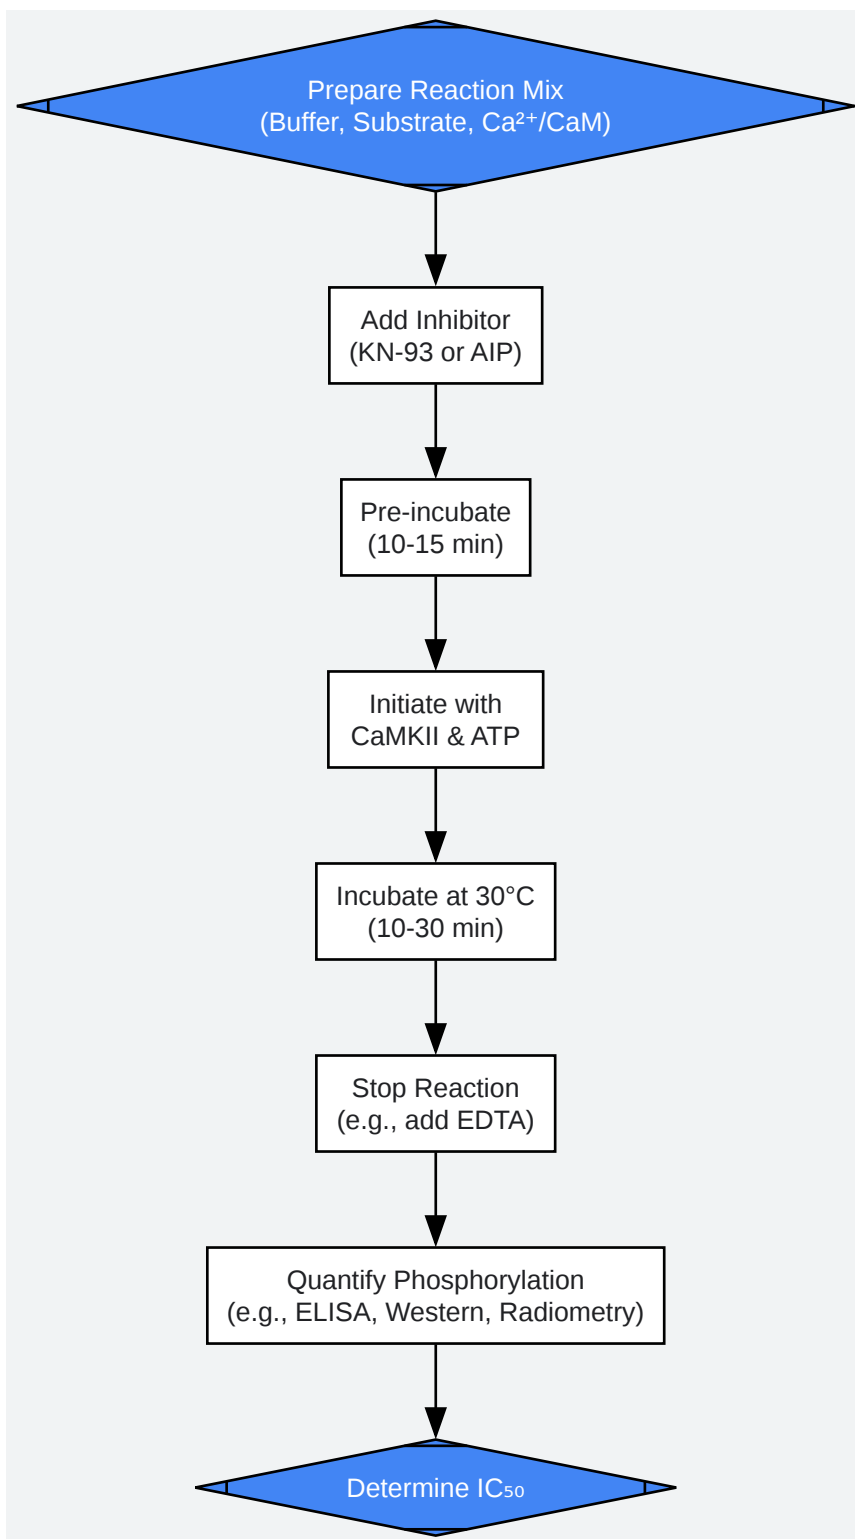 Prepare Reaction Mix
(Buffer, Substrate, Ca²⁺/CaM)
Add Inhibitor
(KN-93 or AIP)
Pre-incubate
(10-15 min)
Initiate with
CaMKII & ATP
Incubate at 30°C
(10-30 min)
Stop Reaction
(e.g., add EDTA)
Quantify Phosphorylation
(e.g., ELISA, Western, Radiometry)
Determine IC₅₀